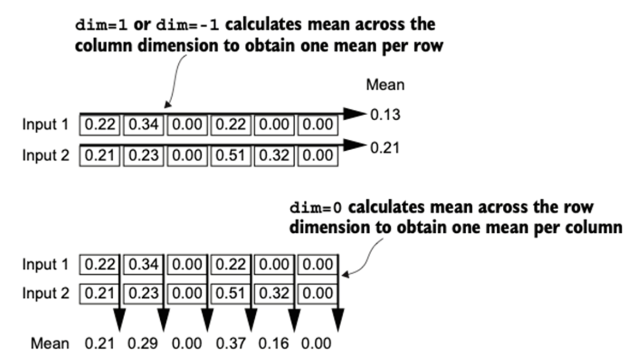 dim=1 or dim=-1 calculates mean across the
column dimension to obtain one mean per row
Mean
Input 1 0.22 0.34 0.00 0.22 0.00 0.00 0.13
Input 2 0.21 0.23 0.00 0.51 0.32 0.00 0.21
dim=0 calculates mean across the row
dimension to obtain one mean per column
Input 1 0.22 0.34 0.00 0.22 0.00 0.00
Input 2 0.21 0.23 0.00 0.51 0.32 0.00
Mean 0.21 0.29 0.00 0.37 0.16 0.00